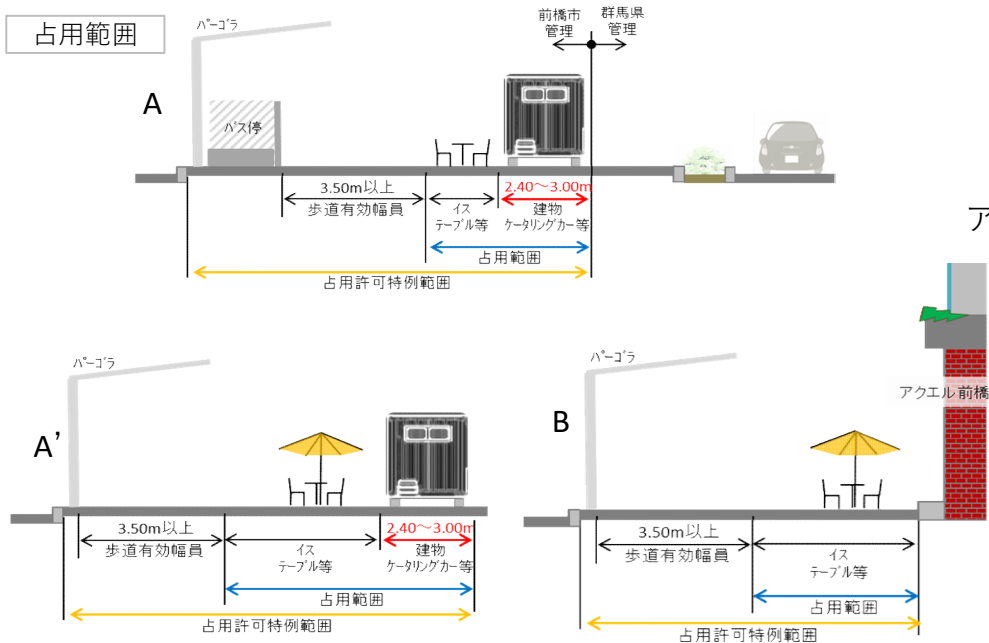 占用範囲
パーゴラ
前橋市
管理
群馬県
管理
A
バス停
3.50m以上
歩道有効幅員
イス
テーブル等
2.40～3.00m
建物
ケータリングカー等
占用範囲
占用許可特例範囲
ア
パーゴラ
A’
3.50m以上
歩道有効幅員
イス
テーブル等
2.40～3.00m
建物
ケータリングカー等
占用範囲
占用許可特例範囲
パーゴラ
B
アクエル前橋
3.50m以上
歩道有効幅員
イス
テーブル等
占用範囲
占用許可特例範囲